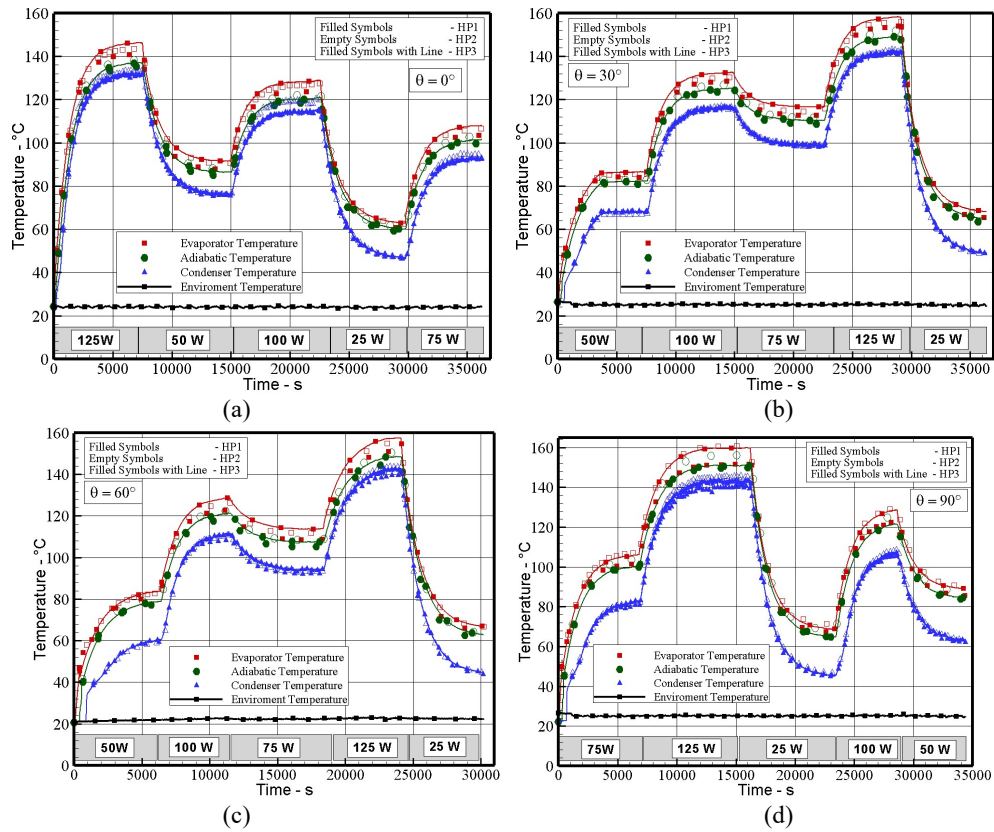 Filled Symbols - HP1
Empty Symbols - HP2
Filled Symbols with Line - HP3
θ = 0°
Temperature - °C
160
140
120
100
80
60
40
20
0
Evaporator Temperature
Adiabatic Temperature
Condenser Temperature
Enviroment Temperature
125W 50 W 100 W 25 W 75 W
0 5000 10000 15000 20000 25000 30000 35000
Time - s
(a)
Filled Symbols - HP1
Empty Symbols - HP2
Filled Symbols with Line - HP3
θ = 30°
Temperature - °C
160
140
120
100
80
60
40
20
0
Evaporator Temperature
Adiabatic Temperature
Condenser Temperature
Enviroment Temperature
50W 100 W 75 W 125 W 25 W
0 5000 10000 15000 20000 25000 30000 35000
Time - s
(b)
Filled Symbols - HP1
Empty Symbols - HP2
Filled Symbols with Line - HP3
θ = 60°
Temperature - °C
160
140
120
100
80
60
40
20
0
Evaporator Temperature
Adiabatic Temperature
Condenser Temperature
Enviroment Temperature
50W 100 W 75 W 125 W 25 W
0 5000 10000 15000 20000 25000 30000
Time - s
(c)
Filled Symbols - HP1
Empty Symbols - HP2
Filled Symbols with Line - HP3
θ = 90°
Temperature - °C
160
140
120
100
80
60
40
20
0
Evaporator Temperature
Adiabatic Temperature
Condenser Temperature
Enviroment Temperature
75W 125 W 25 W 100 W 50 W
0 5000 10000 15000 20000 25000 30000 35000
Time - s
(d)